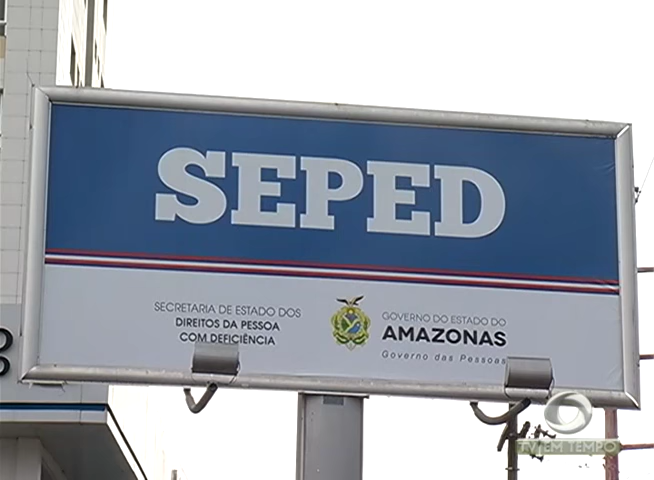 SEPED
SECRETARIA DE ESTADO DOS
DIREITOS DA PESSOA
COM DEFICIÊNCIA
GOVERNO DO ESTADO DO
AMAZONAS
Governo das Pessoas
TV EM TEMPO